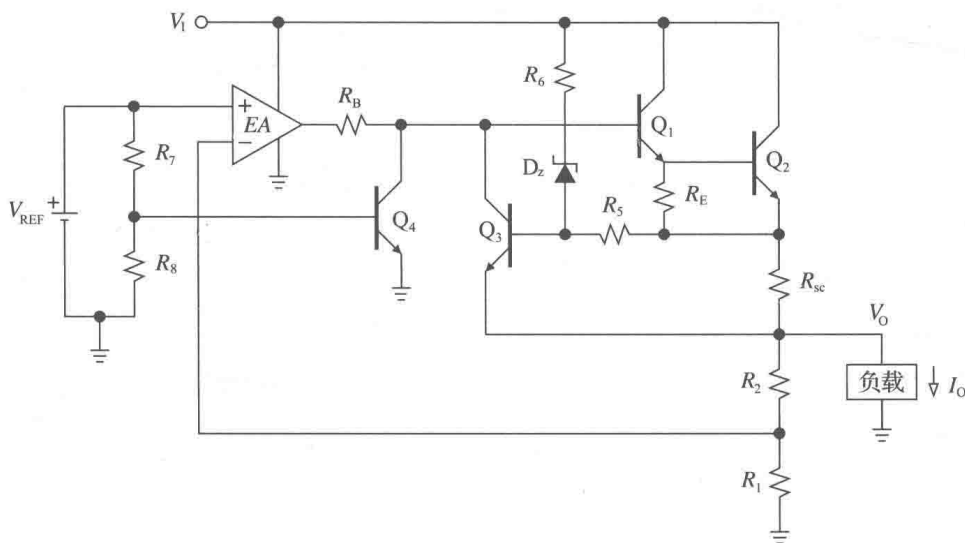 V_I
R_6
R_B
+
EA
−
Q_1
Q_2
R_7
D_z
R_E
V_REF
+
Q_4
Q_3
R_5
R_8
R_sc
V_O
R_2
负载
I_O
R_1